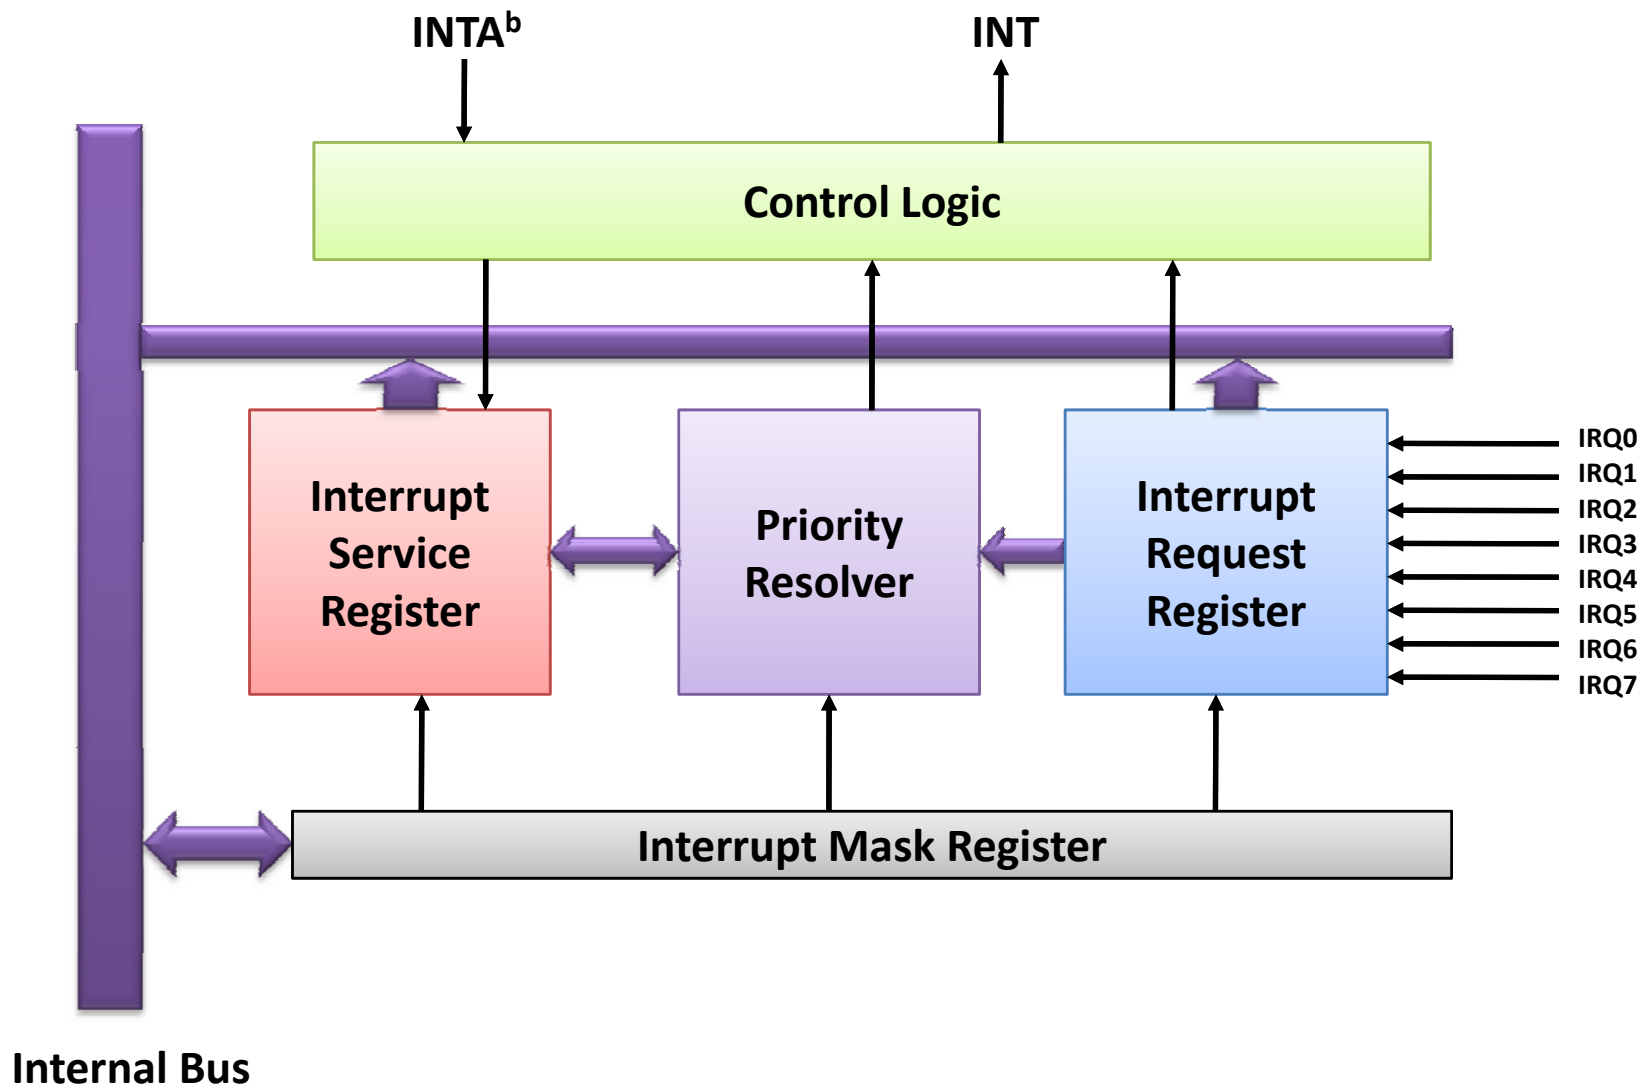 INTAᵇ
INT
Control Logic
Interrupt
Service
Register
Priority
Resolver
Interrupt
Request
Register
IRQ0
IRQ1
IRQ2
IRQ3
IRQ4
IRQ5
IRQ6
IRQ7
Interrupt Mask Register
Internal Bus